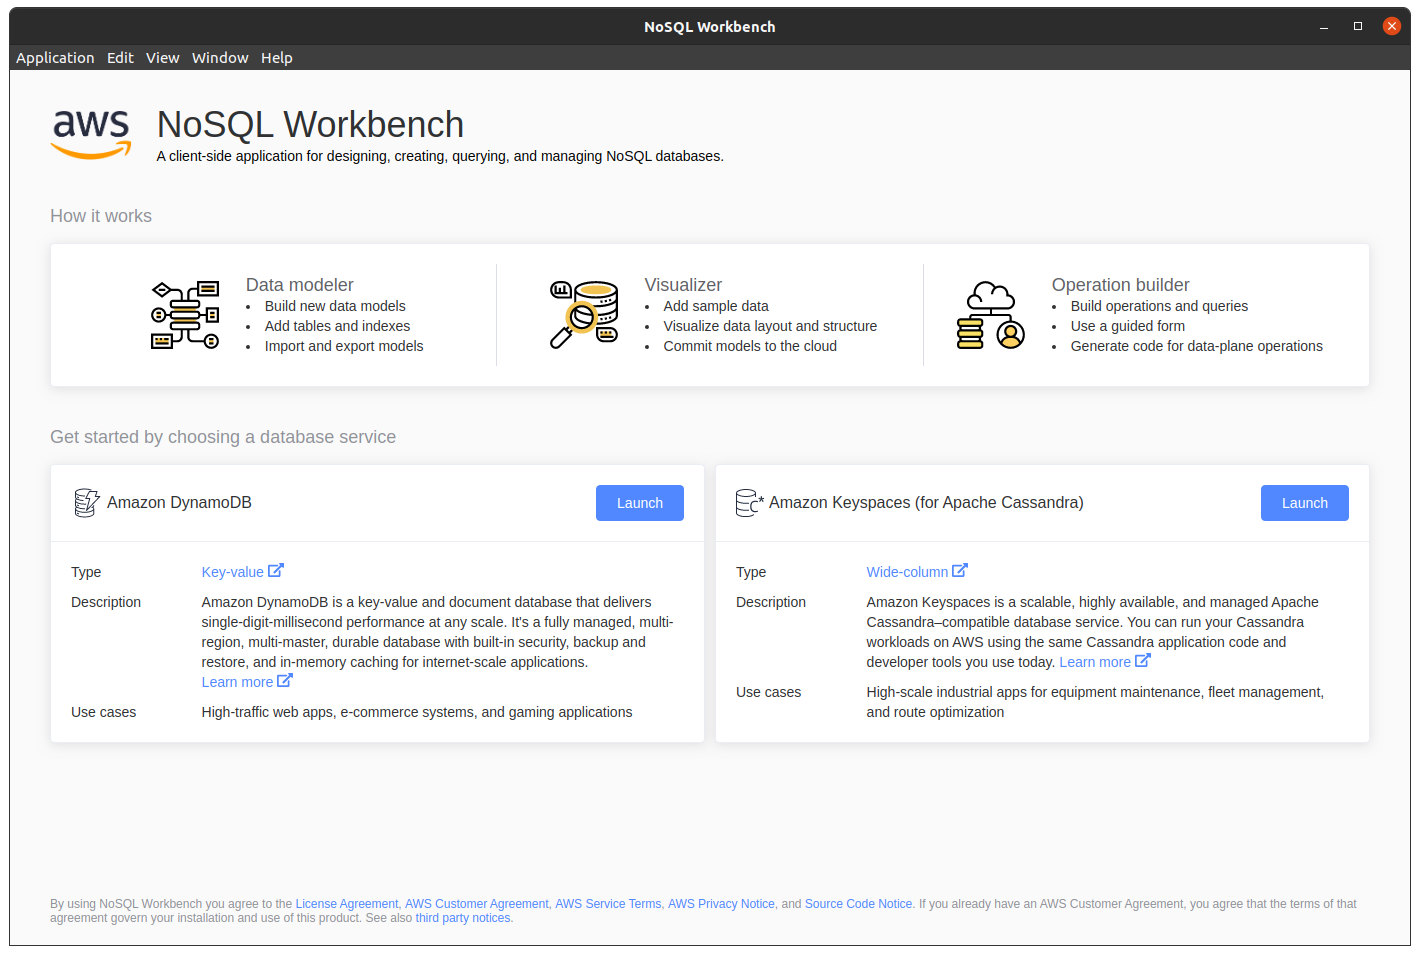 NoSQL Workbench
Application Edit View Window Help
aws
NoSQL Workbench
A client-side application for designing, creating, querying, and managing NoSQL databases.
How it works
Data modeler
• Build new data models
• Add tables and indexes
• Import and export models
Visualizer
• Add sample data
• Visualize data layout and structure
• Commit models to the cloud
Operation builder
• Build operations and queries
• Use a guided form
• Generate code for data-plane operations
Get started by choosing a database service
Amazon DynamoDB
Launch
Type Key-value
Description Amazon DynamoDB is a key-value and document database that delivers
single-digit-millisecond performance at any scale. It's a fully managed, multi-
region, multi-master, durable database with built-in security, backup and
restore, and in-memory caching for internet-scale applications.
Learn more
Use cases High-traffic web apps, e-commerce systems, and gaming applications
C* Amazon Keyspaces (for Apache Cassandra)
Launch
Type Wide-column
Description Amazon Keyspaces is a scalable, highly available, and managed Apache
Cassandra–compatible database service. You can run your Cassandra
workloads on AWS using the same Cassandra application code and
developer tools you use today. Learn more
Use cases High-scale industrial apps for equipment maintenance, fleet management,
and route optimization
By using NoSQL Workbench you agree to the License Agreement, AWS Customer Agreement, AWS Service Terms, AWS Privacy Notice, and Source Code Notice. If you already have an AWS Customer Agreement, you agree that the terms of that
agreement govern your installation and use of this product. See also third party notices.